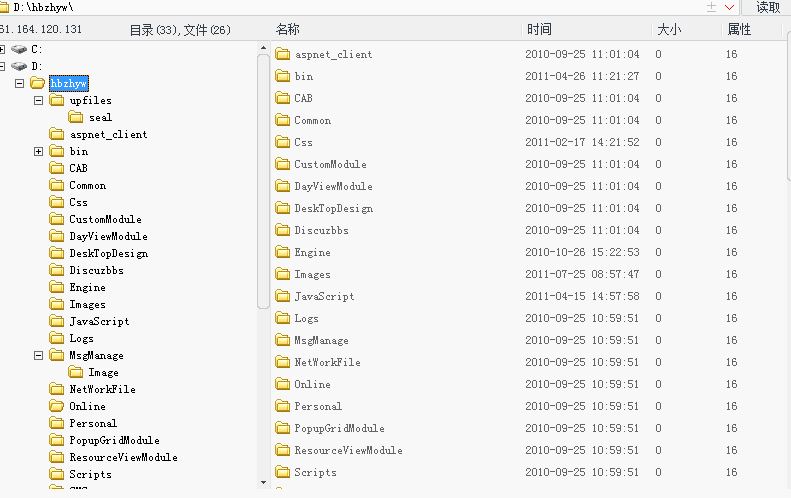 D:\hbzhyw\ 读取
61.164.120.131 目录(33),文件(26) 名称 时间 大小 属性
C:
D:
hbzhyw
upfiles
seal
aspnet_client
bin
CAB
Common
Css
CustomModule
DayViewModule
DeskTopDesign
Discuzbbs
Engine
Images
JavaScript
Logs
MsgManage
Image
NetWorkFile
Online
Personal
PopupGridModule
ResourceViewModule
Scripts
aspnet_client 2010-09-25 11:01:04 0 16
bin 2011-04-26 11:21:27 0 16
CAB 2010-09-25 11:01:04 0 16
Common 2010-09-25 11:01:04 0 16
Css 2011-02-17 14:21:52 0 16
CustomModule 2010-09-25 11:01:04 0 16
DayViewModule 2010-09-25 11:01:04 0 16
DeskTopDesign 2010-09-25 11:01:04 0 16
Discuzbbs 2010-09-25 11:01:04 0 16
Engine 2010-10-26 15:22:53 0 16
Images 2011-07-25 08:57:47 0 16
JavaScript 2011-04-15 14:57:58 0 16
Logs 2010-09-25 10:59:51 0 16
MsgManage 2010-09-25 10:59:51 0 16
NetWorkFile 2010-09-25 10:59:51 0 16
Online 2010-09-25 10:59:51 0 16
Personal 2010-09-25 10:59:51 0 16
PopupGridModule 2010-09-25 10:59:51 0 16
ResourceViewModule 2010-09-25 10:59:51 0 16
Scripts 2010-09-25 10:59:51 0 16